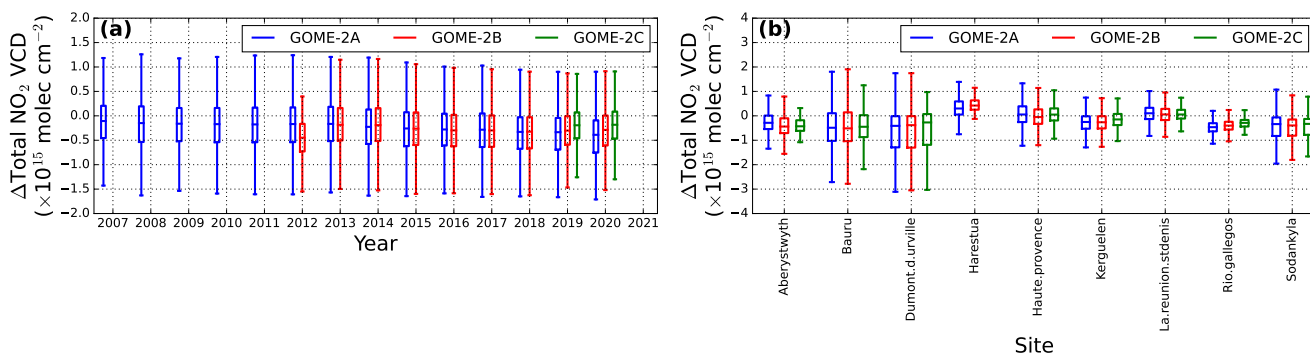 (a)
GOME-2A GOME-2B GOME-2C
2.0
1.5
1.0
0.5
0.0
−0.5
−1.0
−1.5
−2.0
ΔTotal NO₂ VCD
(×10¹⁵ molec cm⁻²)
2007 2008 2009 2010 2011 2012 2013 2014 2015 2016 2017 2018 2019 2020 2021
Year
(b)
GOME-2A GOME-2B GOME-2C
4
3
2
1
0
−1
−2
−3
−4
ΔTotal NO₂ VCD
(×10¹⁵ molec cm⁻²)
Aberystwyth
Bauru
Dumont.d.urville
Harestua
Haute.provence
Kerguelen
La.reunion.stdenis
Rio.gallegos
Sodankyla
Site